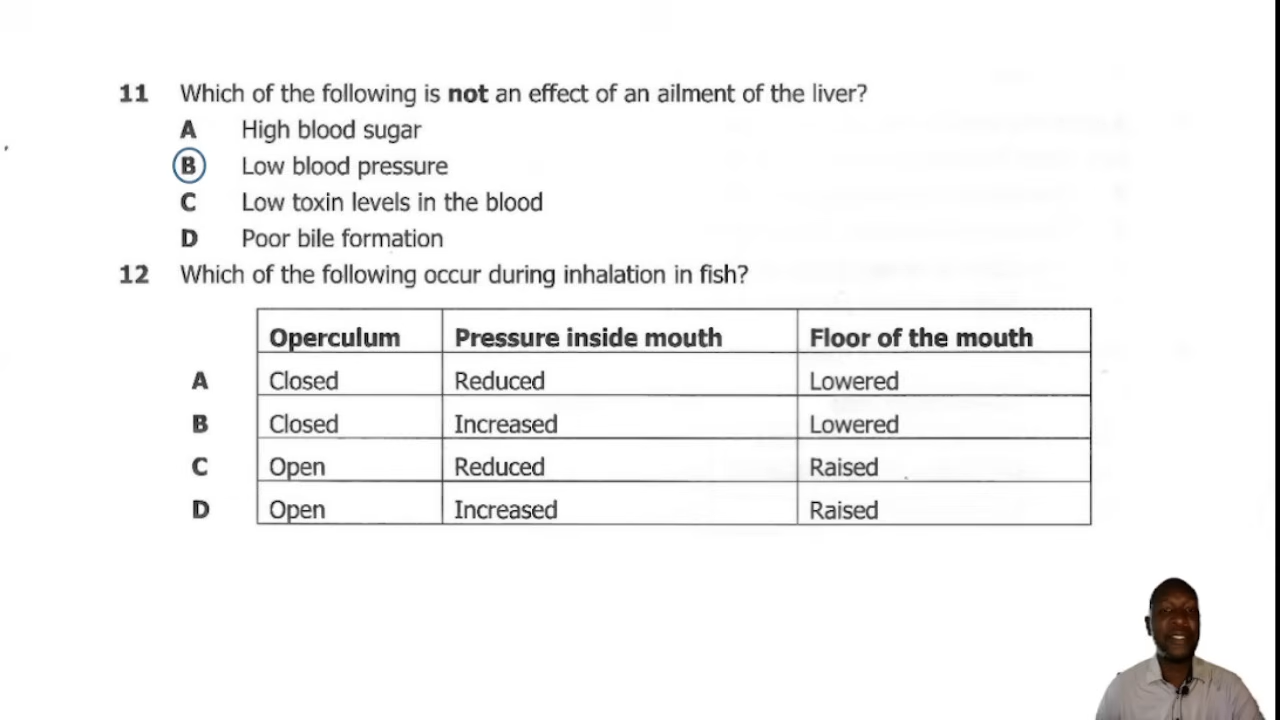 11 Which of the following is not an effect of an ailment of the liver?
A High blood sugar
B Low blood pressure
C Low toxin levels in the blood
D Poor bile formation
12 Which of the following occur during inhalation in fish?
Operculum Pressure inside mouth Floor of the mouth
A Closed Reduced Lowered
B Closed Increased Lowered
C Open Reduced Raised
D Open Increased Raised